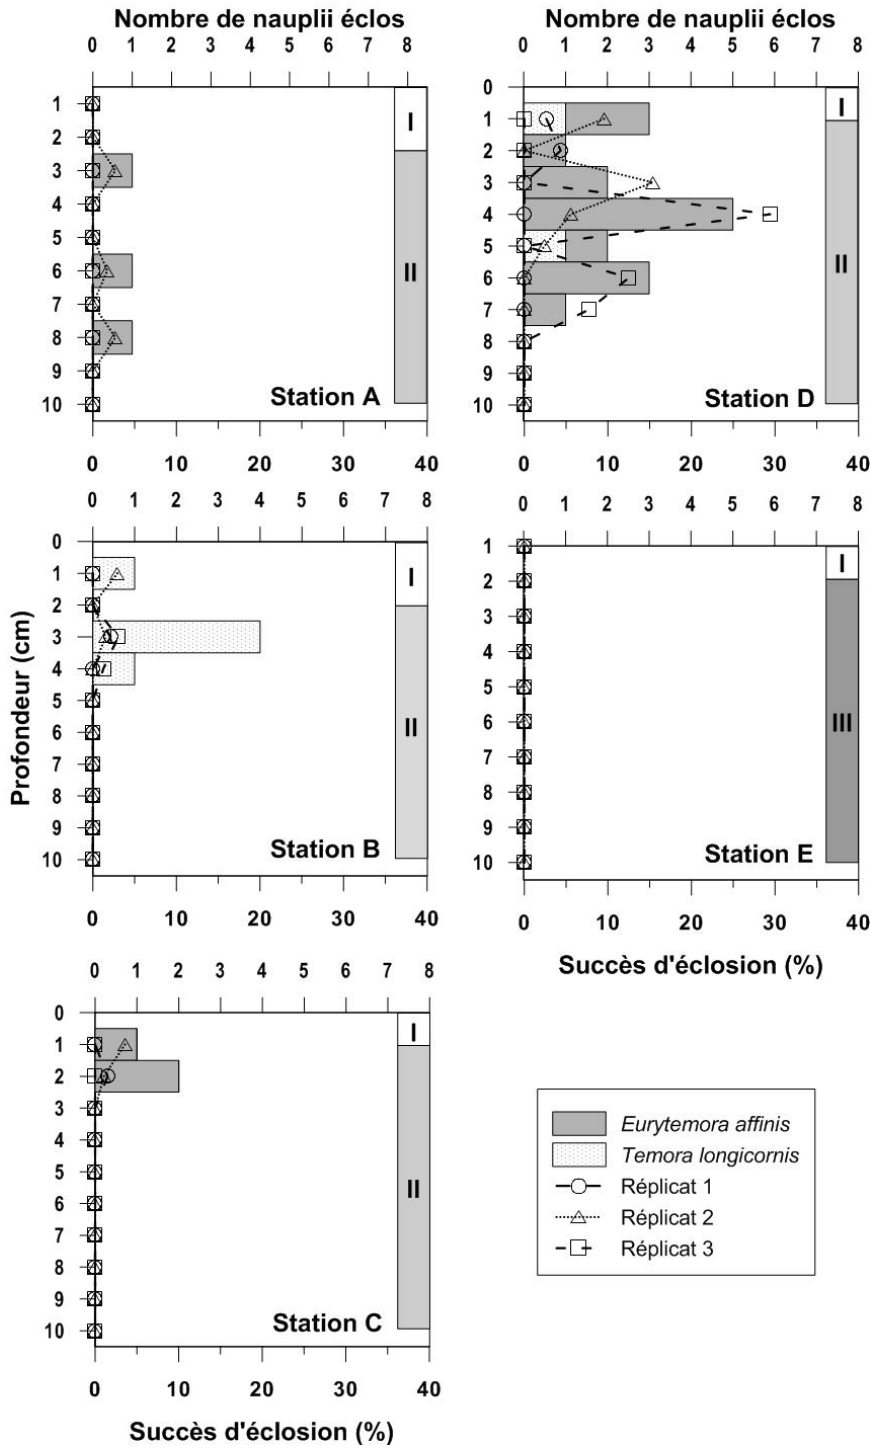 Nombre de nauplii éclos
0 1 2 3 4 5 6 7 8
1
2
3
4
5
6
7
8
9
10
I
II
Station A
0 10 20 30 40
Nombre de nauplii éclos
0 1 2 3 4 5 6 7 8
0
1
2
3
4
5
6
7
8
9
10
I
II
Station D
0 10 20 30 40
Profondeur (cm)
0 1 2 3 4 5 6 7 8
0
1
2
3
4
5
6
7
8
9
10
I
II
Station B
0 10 20 30 40
0 1 2 3 4 5 6 7 8
1
2
3
4
5
6
7
8
9
10
I
III
Station E
0 10 20 30 40
Succès d'éclosion (%)
0 1 2 3 4 5 6 7 8
0
1
2
3
4
5
6
7
8
9
10
I
II
Station C
0 10 20 30 40
Succès d'éclosion (%)
Eurytemora affinis
Temora longicornis
Réplicat 1
Réplicat 2
Réplicat 3